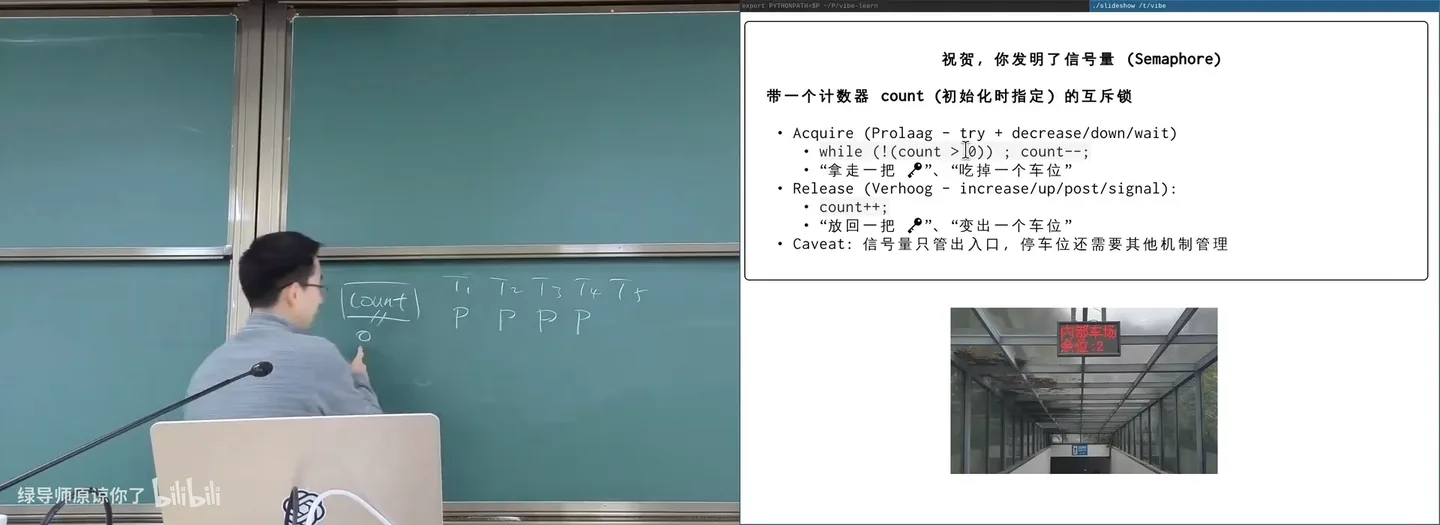 export PYTHONPATH=$P ~/P/vibe-learn
./slideshow /t/vibe
祝贺，你发明了信号量 (Semaphore)
带一个计数器 count (初始化时指定) 的互斥锁
• Acquire (Prolaag - try + decrease/down/wait)
• while (!(count > 0)) ; count--;
• “拿走一把 🔑”、“吃掉一个车位”
• Release (Verhoog - increase/up/post/signal):
• count++;
• “放回一把 🔑”、“变出一个车位”
• Caveat: 信号量只管出入口，停车位还需要其他机制管理
内部车场
余位:2
count T1 T2 T3 T4 T5
P P P P
0
绿导师原谅你了 bilibili